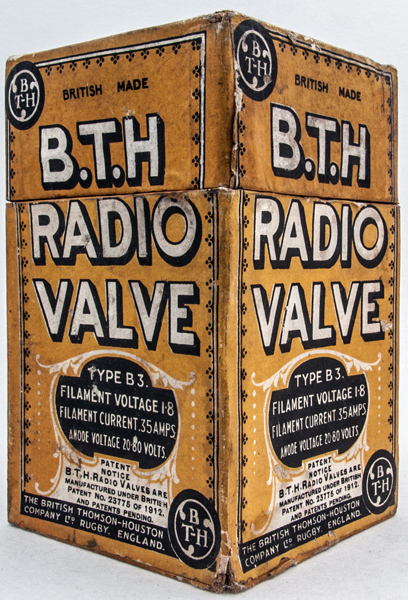 B
T-H
BRITISH MADE
B.T.H
RADIO
VALVE
TYPE B 3.
FILAMENT VOLTAGE 1·8
FILAMENT CURRENT .35 AMPS
ANODE VOLTAGE 20-80 VOLTS.
PATENT
NOTICE
B.T.H. RADIO VALVES ARE
MANUFACTURED UNDER BRITISH
PATENT NO. 23775 OF 1912.
AND PATENTS PENDING.
THE BRITISH THOMSON-HOUSTON
COMPANY LTD RUGBY, ENGLAND.
B
T-H
B
T-H
BRITISH MADE
B.T.H
RADIO
VALVE
TYPE B 3.
FILAMENT VOLTAGE 1·8
FILAMENT CURRENT .35 AMPS
ANODE VOLTAGE 20-80 VOLTS.
PATENT
NOTICE
B.T.H. RADIO VALVES ARE
MANUFACTURED UNDER BRITISH
PATENT NO. 23775 OF 1912.
AND PATENTS PENDING.
THE BRITISH THOMSON-HOUSTON
COMPANY LTD RUGBY, ENGLAND.
B
T-H